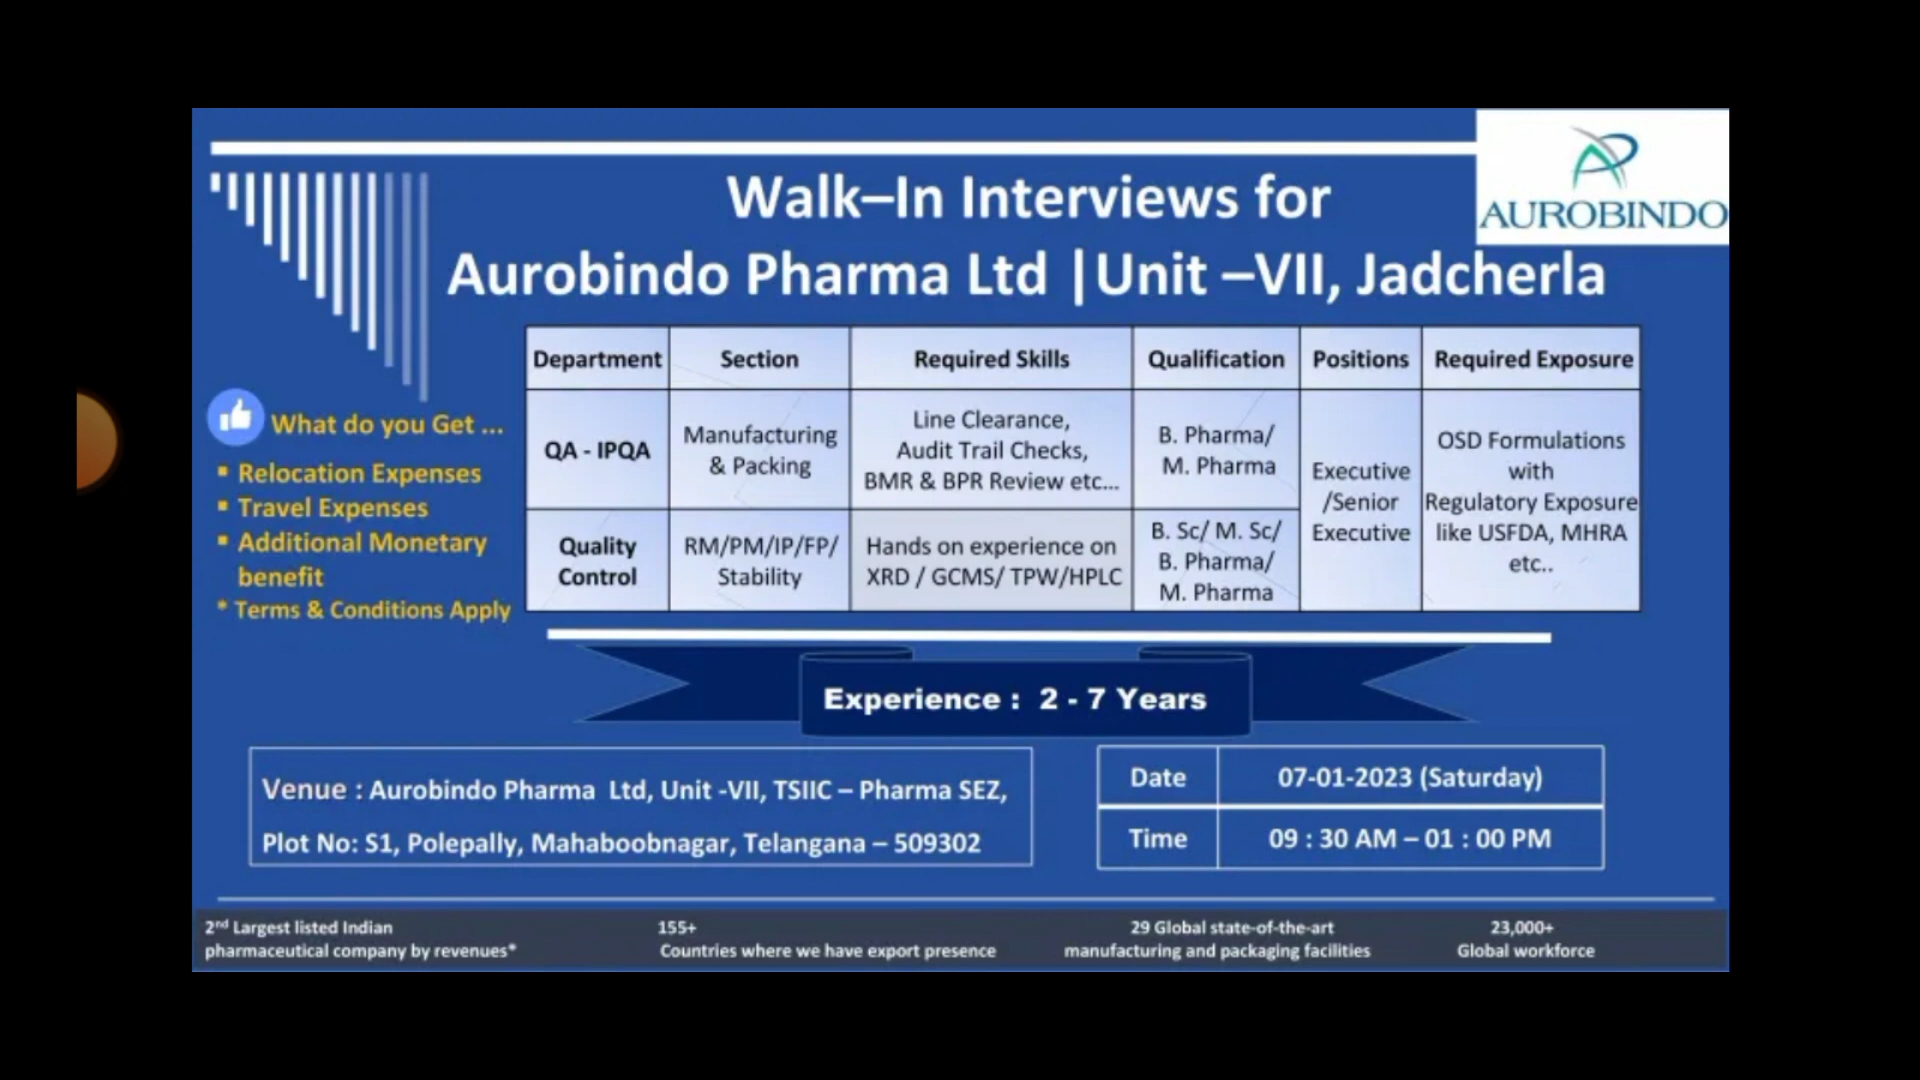 AUROBINDO
Walk–In Interviews for
Aurobindo Pharma Ltd |Unit –VII, Jadcherla
What do you Get ...
Relocation Expenses
Travel Expenses
Additional Monetary
benefit
* Terms & Conditions Apply
Department Section Required Skills Qualification Positions Required Exposure
QA - IPQA
Manufacturing
& Packing
Line Clearance,
Audit Trail Checks,
BMR & BPR Review etc...
B. Pharma/
M. Pharma
Quality
Control
RM/PM/IP/FP/
Stability
Hands on experience on
XRD / GCMS/ TPW/HPLC
B. Sc/ M. Sc/
B. Pharma/
M. Pharma
Executive
/Senior
Executive
OSD Formulations
with
Regulatory Exposure
like USFDA, MHRA
etc..
Experience : 2 - 7 Years
Venue : Aurobindo Pharma Ltd, Unit -VII, TSIIC – Pharma SEZ,
Plot No: S1, Polepally, Mahaboobnagar, Telangana – 509302
Date 07-01-2023 (Saturday)
Time 09 : 30 AM – 01 : 00 PM
2nd Largest listed Indian
pharmaceutical company by revenues*
155+
Countries where we have export presence
29 Global state-of-the-art
manufacturing and packaging facilities
23,000+
Global workforce